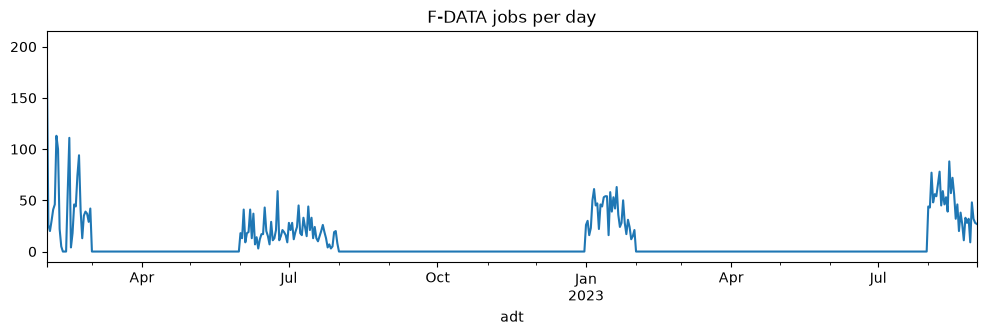 F-DATA jobs per day
200
150
100
50
0
Apr
Jul
Oct
Jan
2023
Apr
Jul
adt